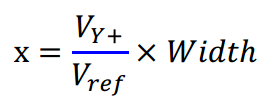 x = V_{Y+} / V_{ref} × Width